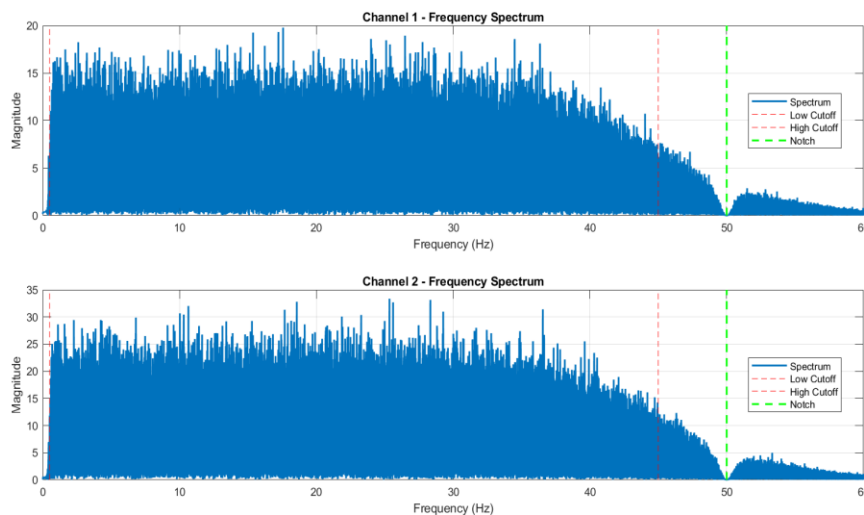 Channel 1 - Frequency Spectrum
20
15
10
5
0
Magnitude
Spectrum
Low Cutoff
High Cutoff
Notch
0 10 20 30 40 50 6
Frequency (Hz)
Channel 2 - Frequency Spectrum
35
30
25
20
15
10
5
0
Magnitude
Spectrum
Low Cutoff
High Cutoff
Notch
0 10 20 30 40 50 6
Frequency (Hz)